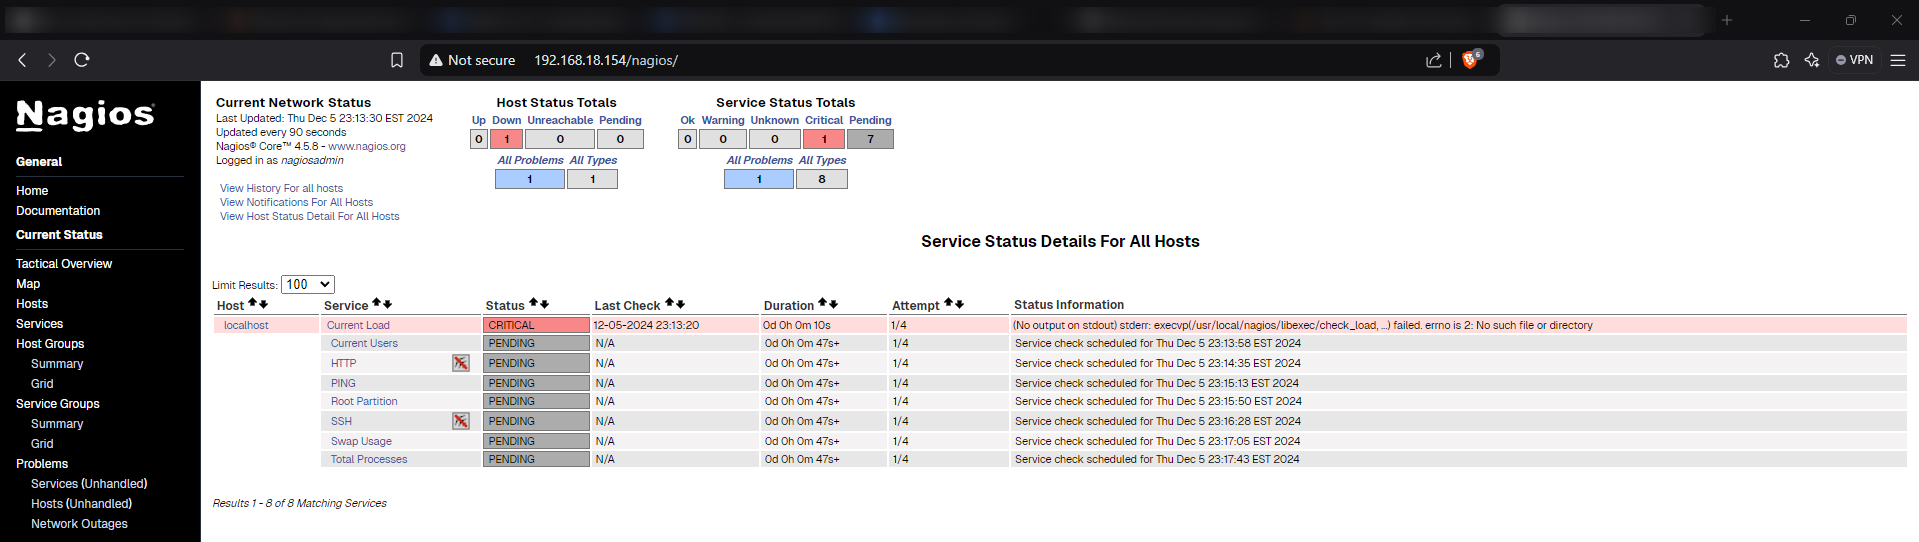 Not secure 192.168.18.154/nagios/ 6 VPN
Nagios®
General
Home
Documentation
Current Status
Tactical Overview
Map
Hosts
Services
Host Groups
Summary
Grid
Service Groups
Summary
Grid
Problems
Services (Unhandled)
Hosts (Unhandled)
Network Outages
Current Network Status
Last Updated: Thu Dec 5 23:13:30 EST 2024
Updated every 90 seconds
Nagios® Core™ 4.5.8 - www.nagios.org
Logged in as nagiosadmin
View History For all hosts
View Notifications For All Hosts
View Host Status Detail For All Hosts
Host Status Totals
Up Down Unreachable Pending
0 1 0 0
All Problems All Types
1 1
Service Status Totals
Ok Warning Unknown Critical Pending
0 0 0 1 7
All Problems All Types
1 8
Service Status Details For All Hosts
Limit Results: 100
Host Service Status Last Check Duration Attempt Status Information
localhost Current Load CRITICAL 12-05-2024 23:13:20 0d 0h 0m 10s 1/4 (No output on stdout) stderr: execvp(/usr/local/nagios/libexec/check_load, ...) failed. errno is 2: No such file or directory
Current Users PENDING N/A 0d 0h 0m 47s+ 1/4 Service check scheduled for Thu Dec 5 23:13:58 EST 2024
HTTP PENDING N/A 0d 0h 0m 47s+ 1/4 Service check scheduled for Thu Dec 5 23:14:35 EST 2024
PING PENDING N/A 0d 0h 0m 47s+ 1/4 Service check scheduled for Thu Dec 5 23:15:13 EST 2024
Root Partition PENDING N/A 0d 0h 0m 47s+ 1/4 Service check scheduled for Thu Dec 5 23:15:50 EST 2024
SSH PENDING N/A 0d 0h 0m 47s+ 1/4 Service check scheduled for Thu Dec 5 23:16:28 EST 2024
Swap Usage PENDING N/A 0d 0h 0m 47s+ 1/4 Service check scheduled for Thu Dec 5 23:17:05 EST 2024
Total Processes PENDING N/A 0d 0h 0m 47s+ 1/4 Service check scheduled for Thu Dec 5 23:17:43 EST 2024
Results 1 - 8 of 8 Matching Services